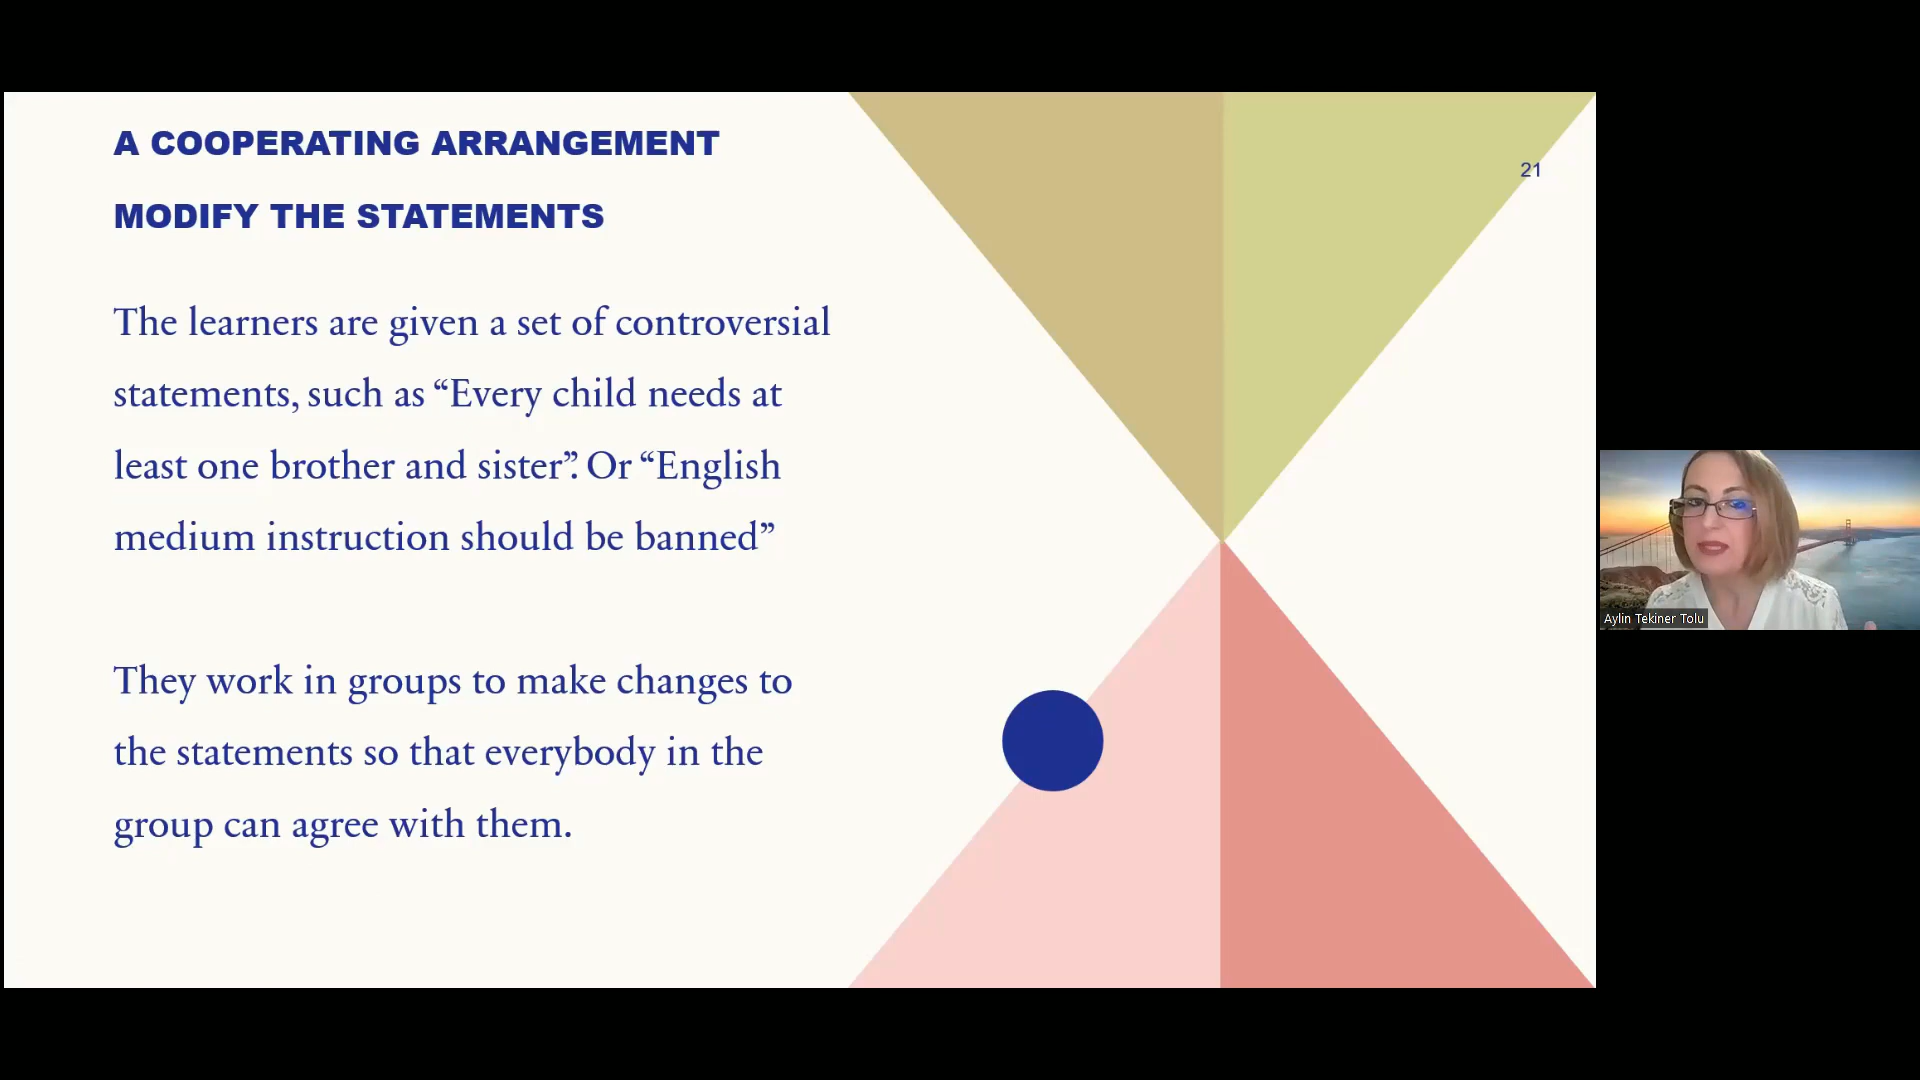 A COOPERATING ARRANGEMENT
MODIFY THE STATEMENTS
21
The learners are given a set of controversial
statements, such as “Every child needs at
least one brother and sister”. Or “English
medium instruction should be banned”
They work in groups to make changes to
the statements so that everybody in the
group can agree with them.
Aylin Tekiner Tolu